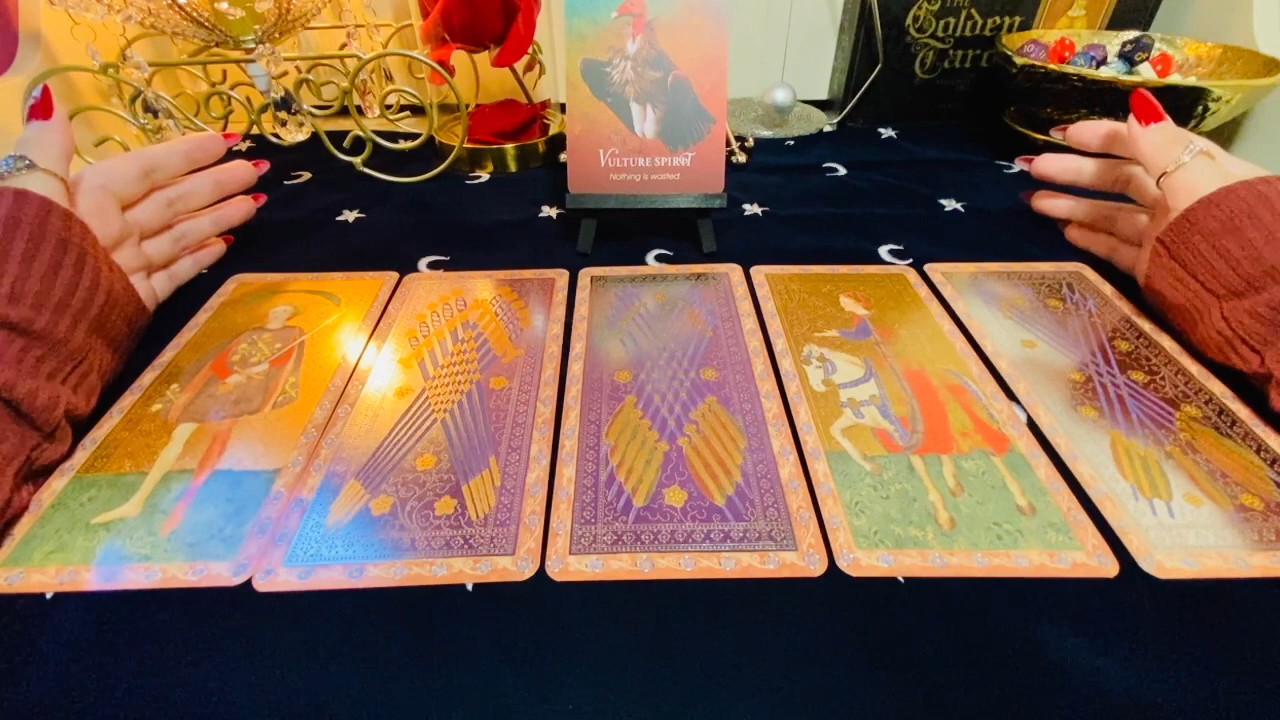 THE
Golden
Tarot
VULTURE SPIRIT
Nothing is wasted.